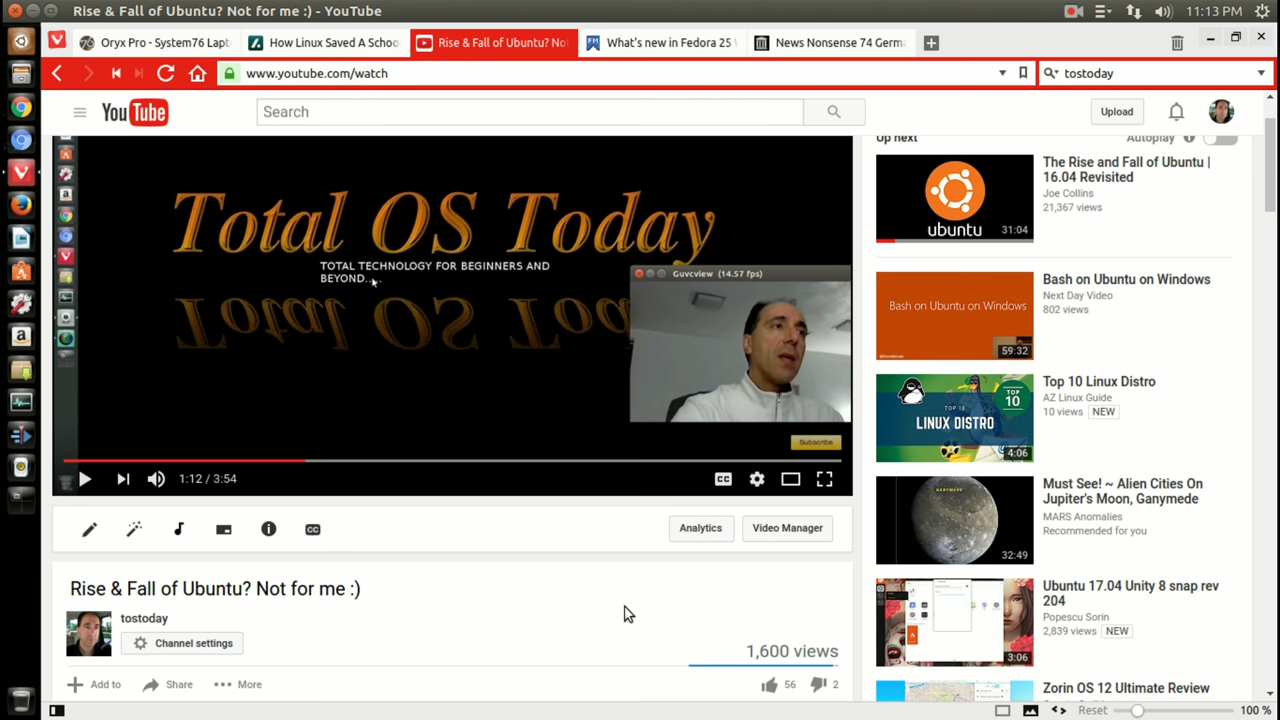 Rise & Fall of Ubuntu? Not for me :) - YouTube
11:13 PM
Oryx Pro - System76 Lapt
How Linux Saved A Schoo
Rise & Fall of Ubuntu? No
What's new in Fedora 25
News Nonsense 74 Germa
www.youtube.com/watch
tostoday
YouTube
Search
Upload
Up next
Autoplay
Total OS Today
TOTAL TECHNOLOGY FOR BEGINNERS AND
BEYOND....
Guvcview (14.57 fps)
Subscribe
1:12 / 3:54
CC
Analytics
Video Manager
Rise & Fall of Ubuntu? Not for me :)
tostoday
Channel settings
1,600 views
Add to
Share
More
56
2
ubuntu
31:04
The Rise and Fall of Ubuntu |
16.04 Revisited
Joe Collins
21,367 views
Bash on Ubuntu on Windows
59:32
Bash on Ubuntu on Windows
Next Day Video
802 views
TOP 10
LINUX DISTRO
TOP
10
4:06
Top 10 Linux Distro
AZ Linux Guide
10 views
NEW
GANYMEDE
32:49
Must See! ~ Alien Cities On
Jupiter's Moon, Ganymede
MARS Anomalies
Recommended for you
3:06
Ubuntu 17.04 Unity 8 snap rev
204
Popescu Sorin
2,839 views
NEW
Zorin OS 12 Ultimate Review
Reset
100 %